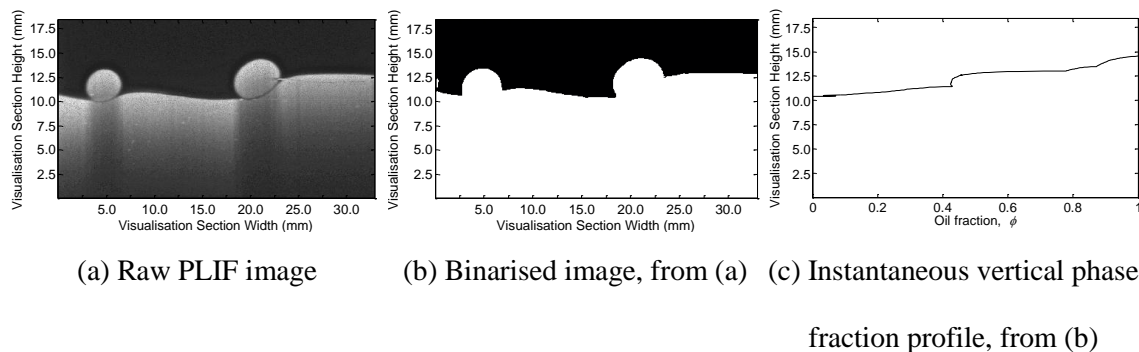 Visualisation Section Height (mm)
17.5
15.0
12.5
10.0
7.5
5.0
2.5
5.0 10.0 15.0 20.0 25.0 30.0
Visualisation Section Width (mm)
(a) Raw PLIF image
Visualisation Section Height (mm)
17.5
15.0
12.5
10.0
7.5
5.0
2.5
5.0 10.0 15.0 20.0 25.0 30.0
Visualisation Section Width (mm)
(b) Binarised image, from (a)
Visualisation Section Height (mm)
17.5
15.0
12.5
10.0
7.5
5.0
2.5
0 0.2 0.4 0.6 0.8 1
Oil fraction, ϕ
(c) Instantaneous vertical phase
fraction profile, from (b)